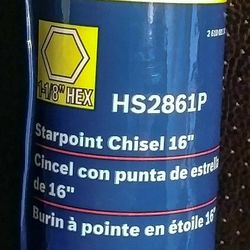 1-1/8" HEX
HS2861P
Starpoint Chisel 16"
Cincel con punta de estrella
de 16"
Burin à pointe en étoile 16"